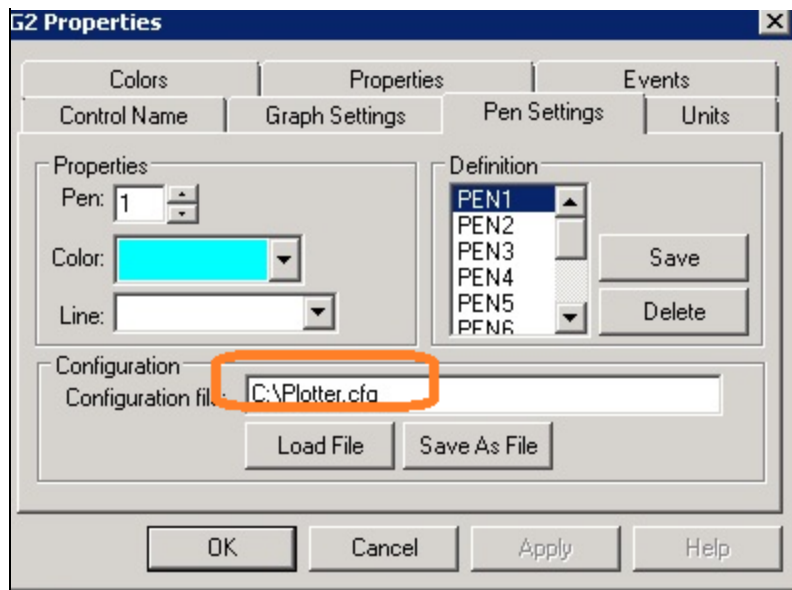 G2 Properties
Colors Properties Events
Control Name Graph Settings Pen Settings Units
Properties
Pen: 1
Color:
Line:
Definition
PEN1
PEN2
PEN3
PEN4
PEN5
PEN6
Save
Delete
Configuration
Configuration file: C:\Plotter.cfg
Load File Save As File
OK Cancel Apply Help